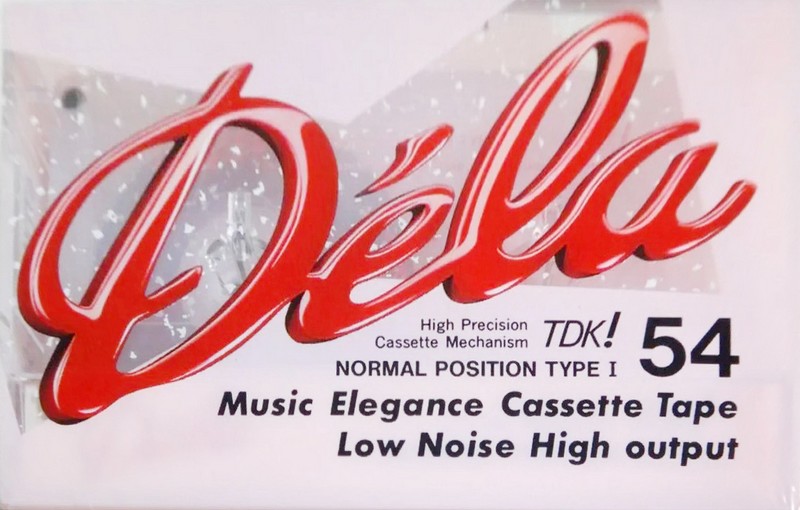 Déla
High Precision
Cassette Mechanism TDK! 54
NORMAL POSITION TYPE I
Music Elegance Cassette Tape
Low Noise High output